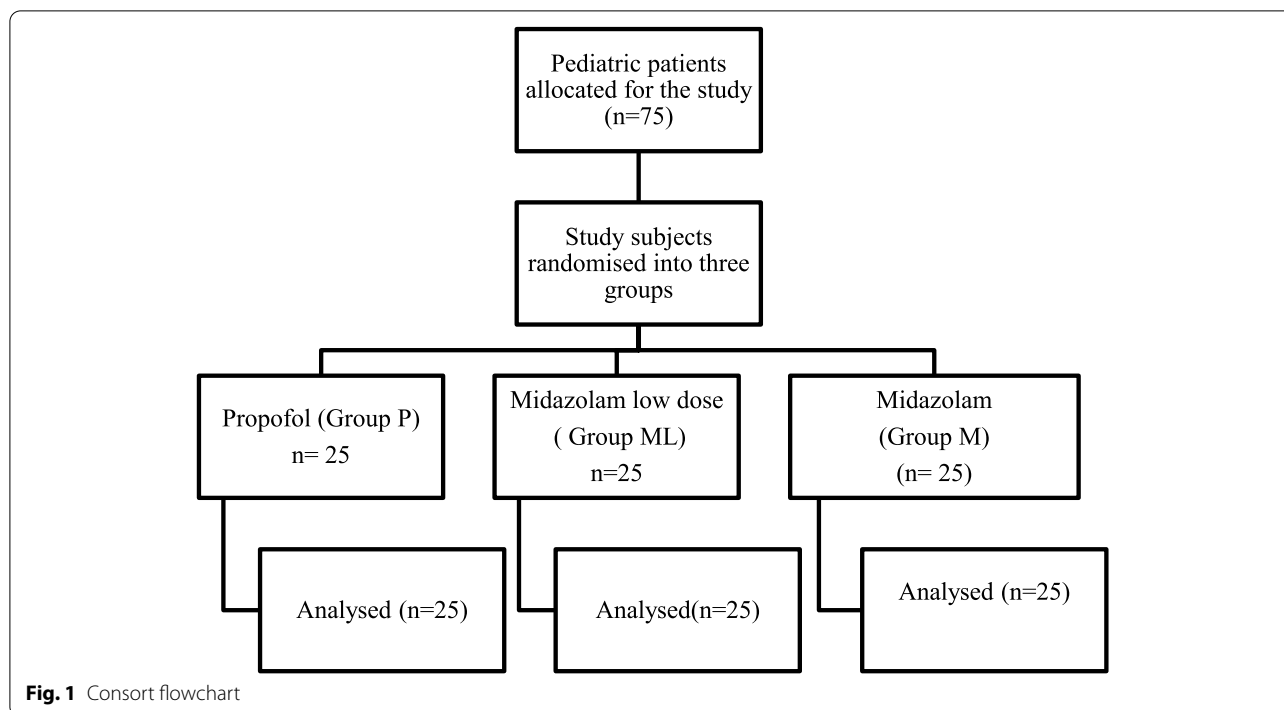 Pediatric patients
allocated for the study
(n=75)
Study subjects
randomised into three
groups
Propofol (Group P)
n= 25
Midazolam low dose
( Group ML)
n=25
Midazolam
(Group M)
(n= 25)
Analysed (n=25)
Analysed(n=25)
Analysed (n=25)
Fig. 1 Consort flowchart